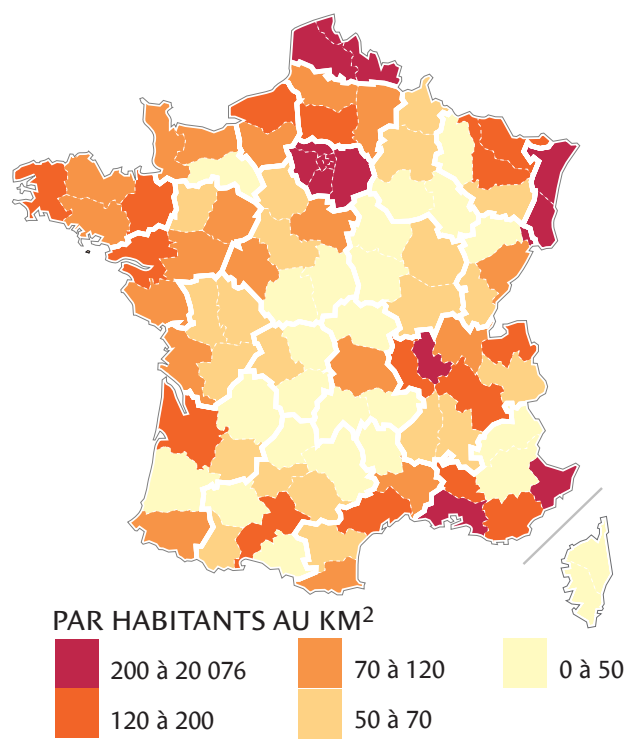 PAR HABITANTS AU KM²
200 à 20 076
70 à 120
0 à 50
120 à 200
50 à 70